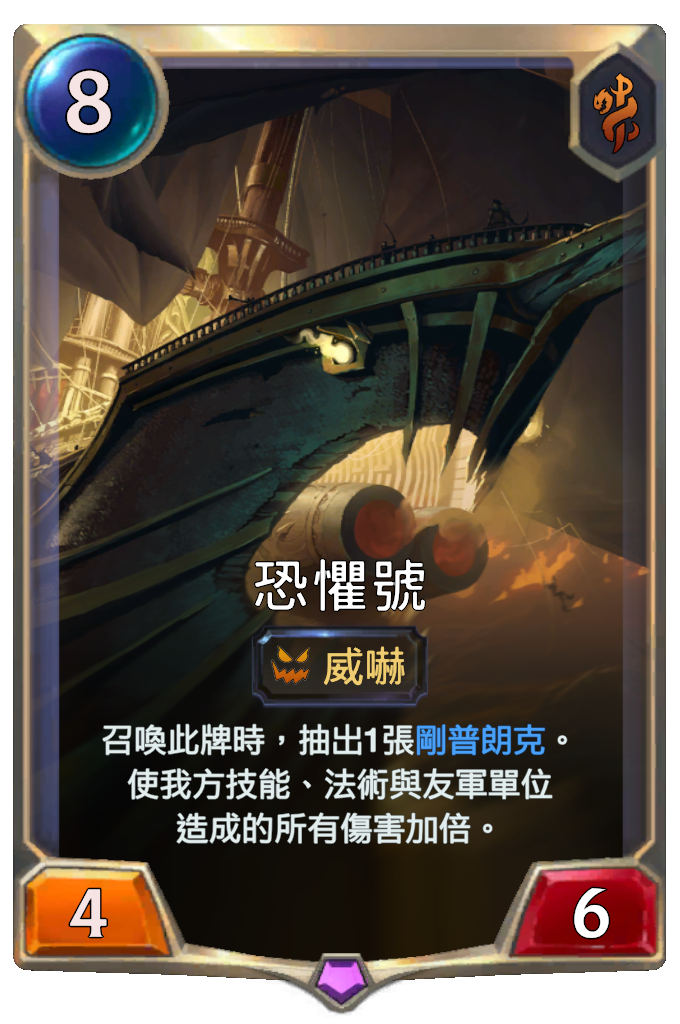 8
恐懼號
威嚇
召喚此牌時，抽出1張剛普朗克。
使我方技能、法術與友軍單位
造成的所有傷害加倍。
4
6